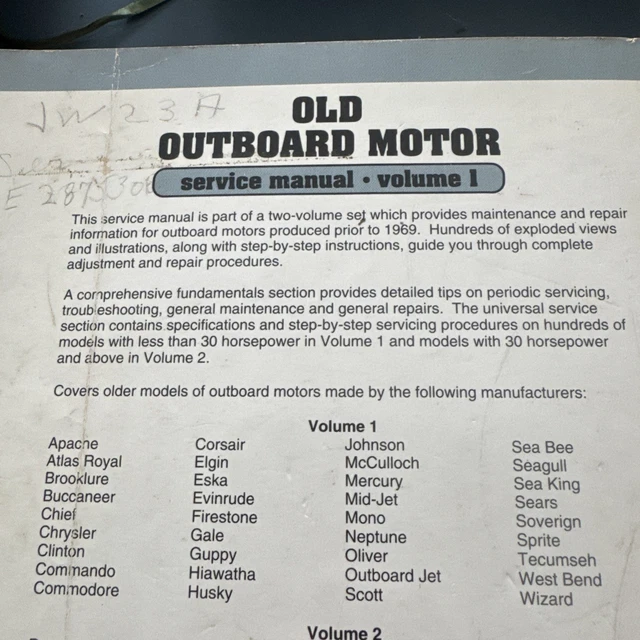 JW 23A
OLD
OUTBOARD MOTOR
service manual • volume 1
This service manual is part of a two-volume set which provides maintenance and repair
information for outboard motors produced prior to 1969. Hundreds of exploded views
and illustrations, along with step-by-step instructions, guide you through complete
adjustment and repair procedures.
A comprehensive fundamentals section provides detailed tips on periodic servicing,
troubleshooting, general maintenance and general repairs. The universal service
section contains specifications and step-by-step servicing procedures on hundreds of
models with less than 30 horsepower in Volume 1 and models with 30 horsepower
and above in Volume 2.
Covers older models of outboard motors made by the following manufacturers:
Volume 1
Apache Corsair Johnson Sea Bee
Atlas Royal Elgin McCulloch Seagull
Brooklure Eska Mercury Sea King
Buccaneer Evinrude Mid-Jet Sears
Chief Firestone Mono Soverign
Chrysler Gale Neptune Sprite
Clinton Guppy Oliver Tecumseh
Commando Hiawatha Outboard Jet West Bend
Commodore Husky Scott Wizard
Volume 2